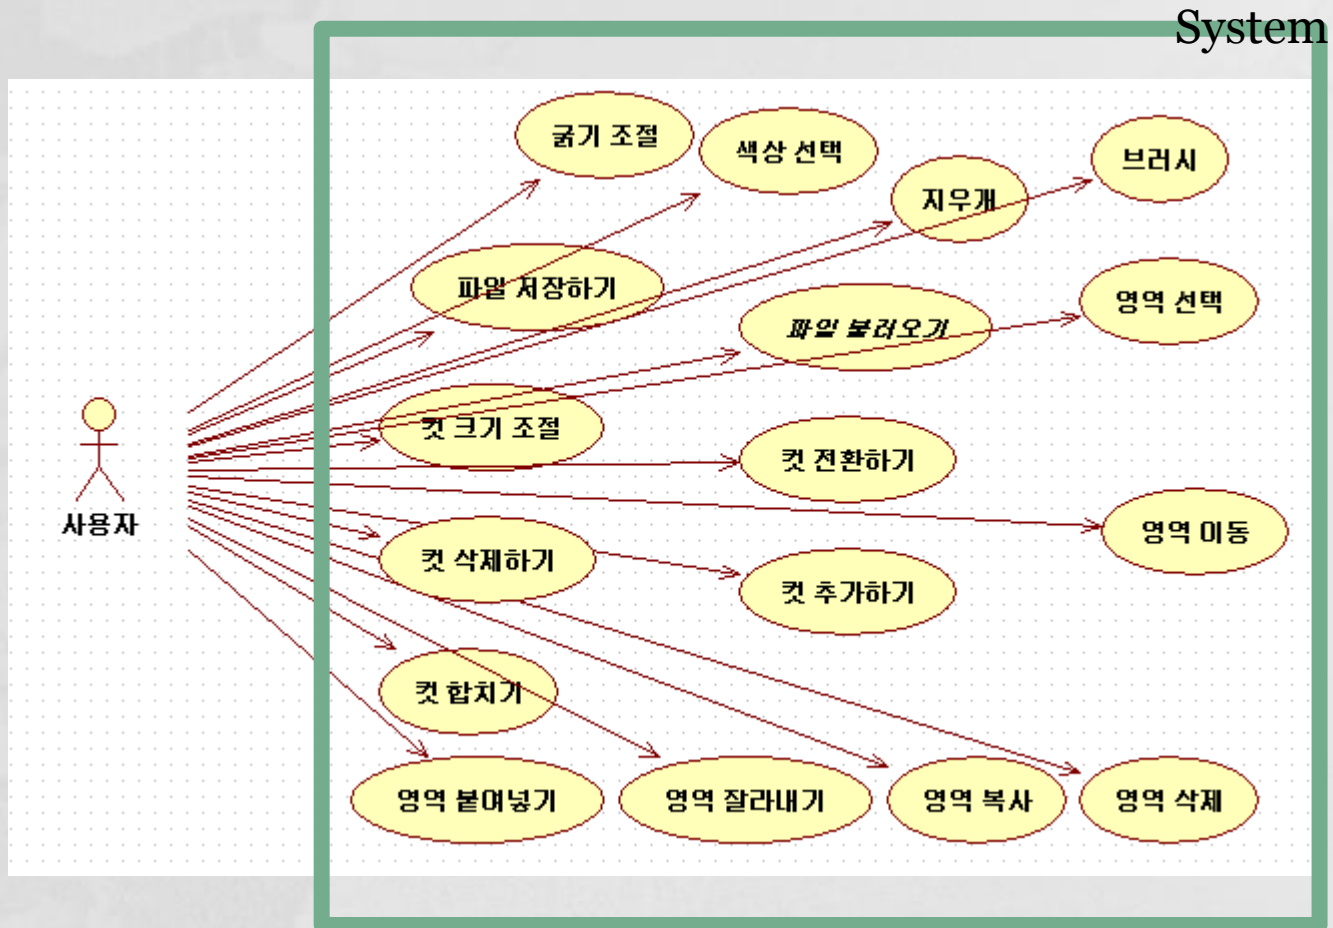 System
굵기 조절
색상 선택
브러시
지우개
파일 저장하기
파일 불러오기
영역 선택
컷 크기 조절
컷 전환하기
사용자
영역 이동
컷 삭제하기
컷 추가하기
컷 합치기
영역 붙여넣기
영역 잘라내기
영역 복사
영역 삭제